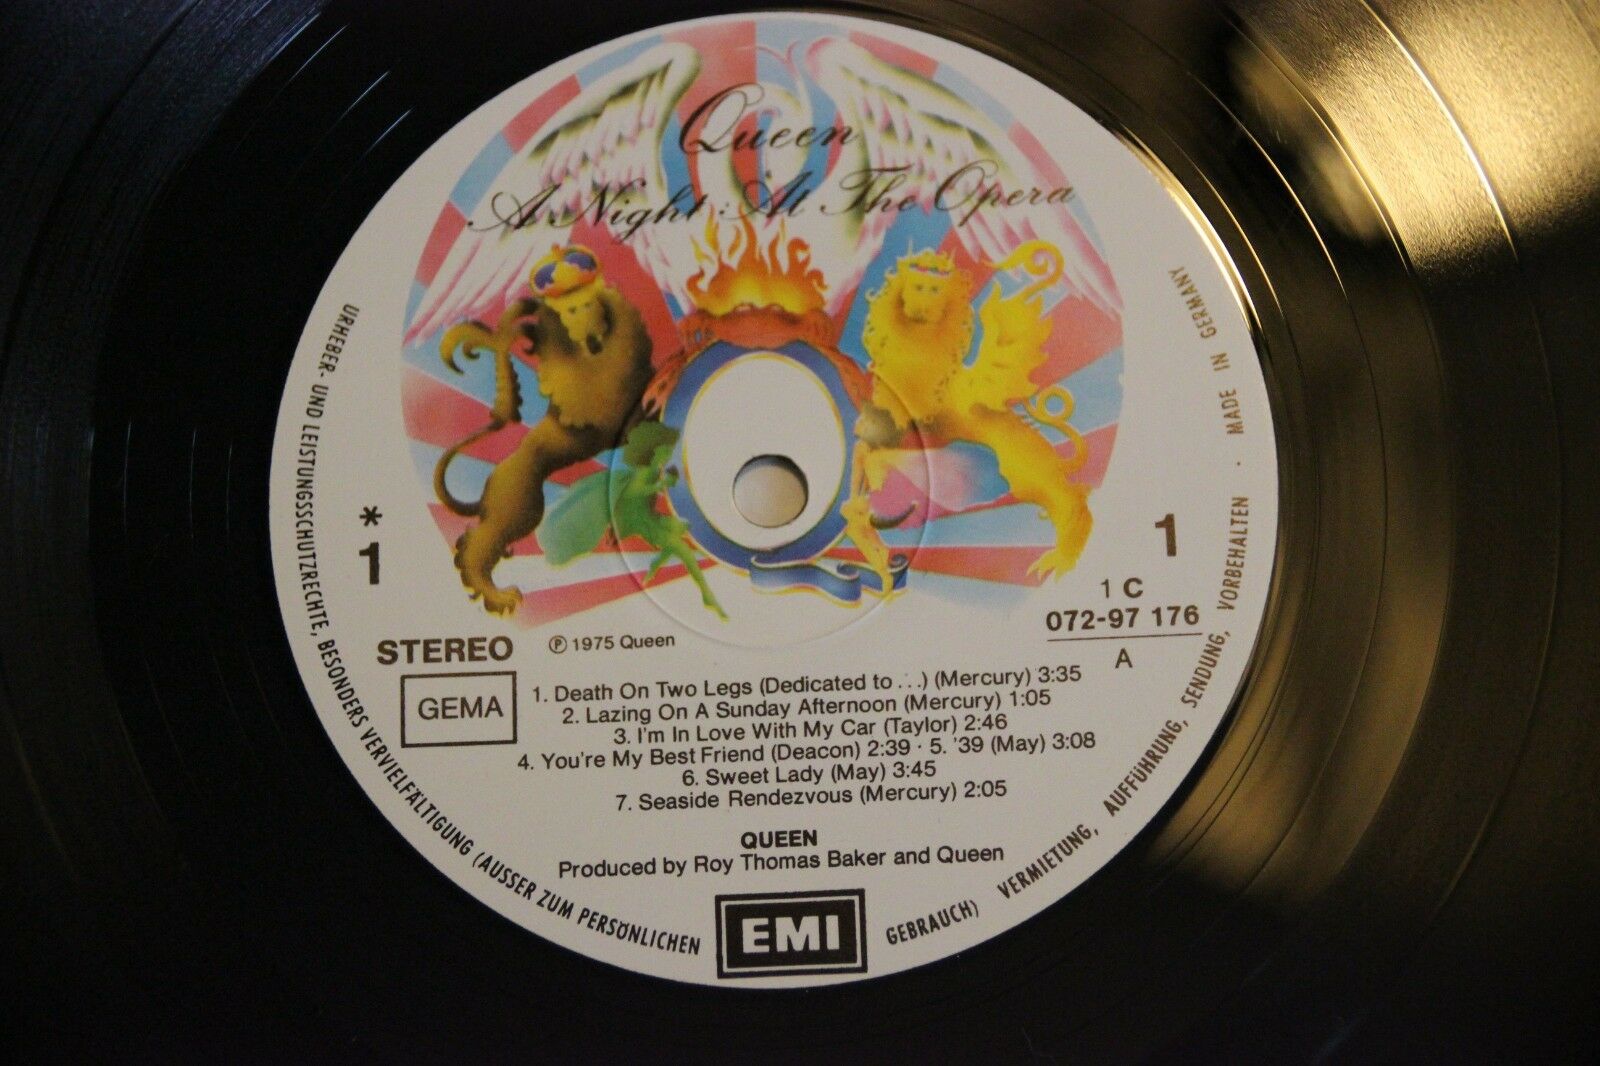 Queen
A Night At The Opera
URHEBER- UND LEISTUNGSSCHUTZRECHTE, BESONDERS VERVIELFÄLTIGUNG (AUSSER ZUM PERSÖNLICHEN GEBRAUCH) VERMIETUNG, AUFFÜHRUNG, SENDUNG, VORBEHALTEN · MADE IN GERMANY
*
1
1
1 C
072-97 176
A
STEREO
GEMA
℗ 1975 Queen
1. Death On Two Legs (Dedicated to . . .) (Mercury) 3:35
2. Lazing On A Sunday Afternoon (Mercury) 1:05
3. I'm In Love With My Car (Taylor) 2:46
4. You're My Best Friend (Deacon) 2:39 · 5. '39 (May) 3:08
6. Sweet Lady (May) 3:45
7. Seaside Rendezvous (Mercury) 2:05
QUEEN
Produced by Roy Thomas Baker and Queen
EMI